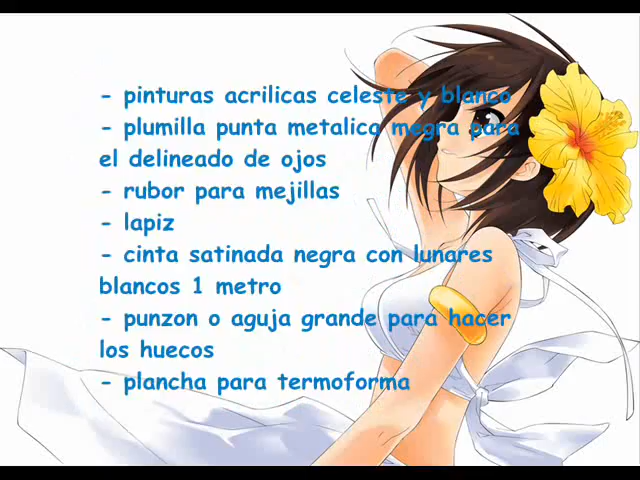 - pinturas acrilicas celeste y blanco
- plumilla punta metalica megra para
el delineado de ojos
- rubor para mejillas
- lapiz
- cinta satinada negra con lunares
blancos 1 metro
- punzon o aguja grande para hacer
los huecos
- plancha para termoforma